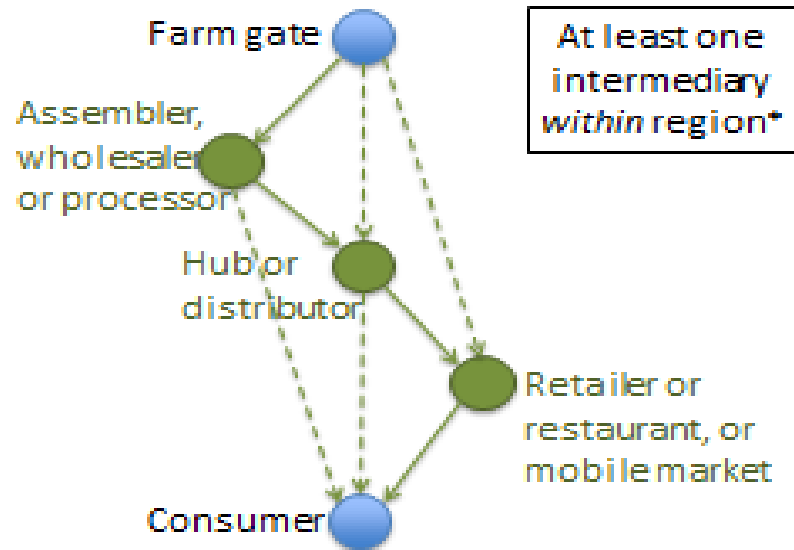 Farm gate
At least one
intermediary
within region*
Assembler,
wholesaler
or processor
Hub or
distributor
Retailer or
restaurant, or
mobile market
Consumer